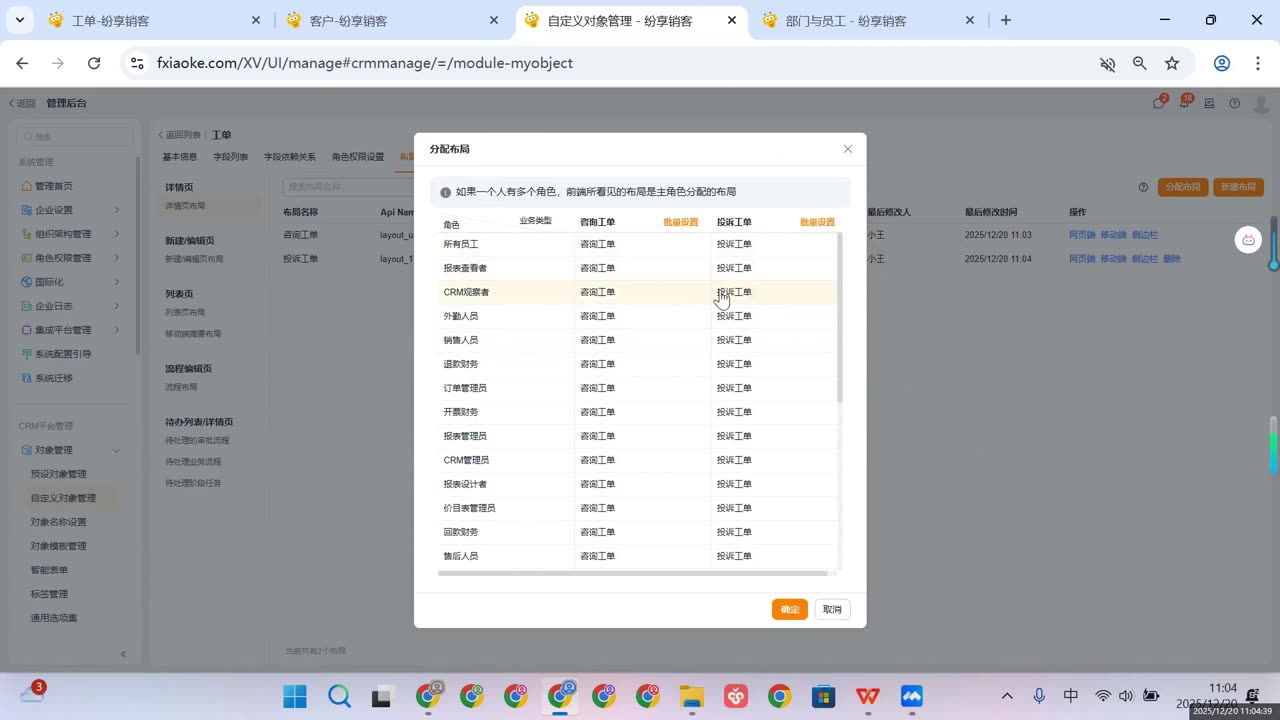 工单-纷享销客
客户-纷享销客
自定义对象管理 - 纷享销客
部门与员工 - 纷享销客
fxiaoke.com/XV/UI/manage#crmmanage/=/module-myobject
返回 管理后台
2
18
搜索
系统管理
管理首页
企业设置
组织架构管理
角色权限管理
国际化
企业日志
集成平台管理
系统配置引导
系统迁移
CRM平台管理
对象管理
预设对象管理
自定义对象管理
对象名称设置
对象模板管理
智能表单
标签管理
通用选项集
返回列表 工单
基本信息 字段列表 字段依赖关系 角色权限设置
详情页
详情页布局
新建/编辑页
新建/编辑页布局
列表页
列表页布局
移动端摘要布局
流程编辑页
流程布局
待办列表/详情页
待处理的审批流程
待处理业务流程
待处理阶段任务
搜索布局名称
分配布局 新建布局
布局名称 Api Nam 最后修改人 最后修改时间 操作
咨询工单 layout_u 小王 2025/12/20 11:03 网页端 移动端 侧边栏
投诉工单 layout_1 小王 2025/12/20 11:04 网页端 移动端 侧边栏 删除
当前共有2个布局
分配布局
如果一个人有多个角色，前端所看见的布局是主角色分配的布局
角色 业务类型 咨询工单 批量设置 投诉工单 批量设置
所有员工 咨询工单 投诉工单
报表查看者 咨询工单 投诉工单
CRM观察者 咨询工单 投诉工单
外勤人员 咨询工单 投诉工单
销售人员 咨询工单 投诉工单
退款财务 咨询工单 投诉工单
订单管理员 咨询工单 投诉工单
开票财务 咨询工单 投诉工单
报表管理员 咨询工单 投诉工单
CRM管理员 咨询工单 投诉工单
报表设计者 咨询工单 投诉工单
价目表管理员 咨询工单 投诉工单
回款财务 咨询工单 投诉工单
售后人员 咨询工单 投诉工单
确定 取消
3
中
11:04
2025/12/20 11:04:39